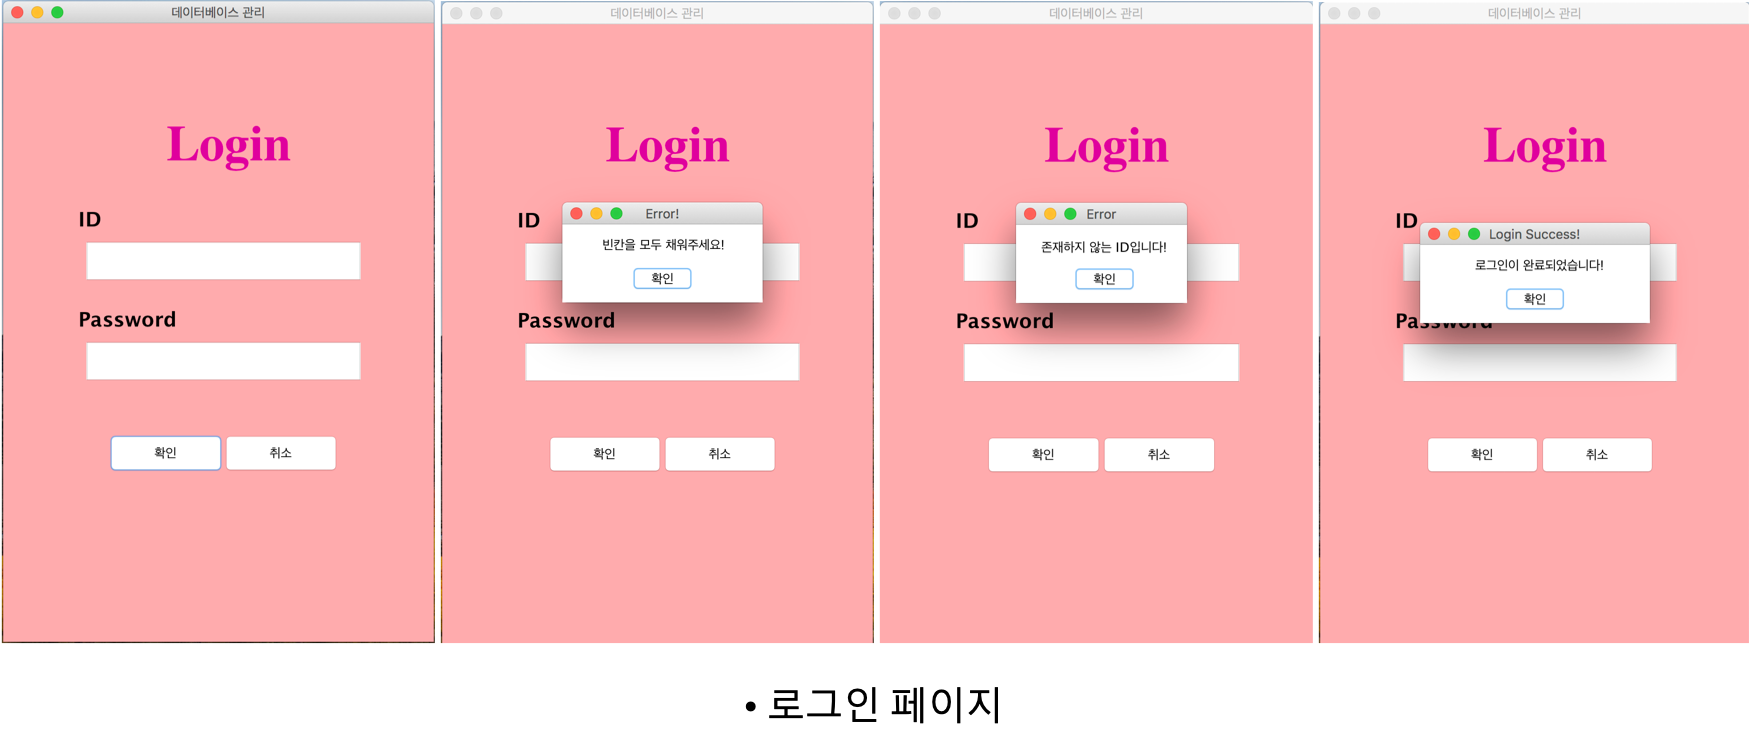 데이터베이스 관리
Login
ID
Password
확인
취소
데이터베이스 관리
Login
ID
Error!
빈칸을 모두 채워주세요!
확인
Password
확인
취소
데이터베이스 관리
Login
ID
Error
존재하지 않는 ID입니다!
확인
Password
확인
취소
데이터베이스 관리
Login
ID
Login Success!
로그인이 완료되었습니다!
확인
Password
확인
취소
• 로그인 페이지